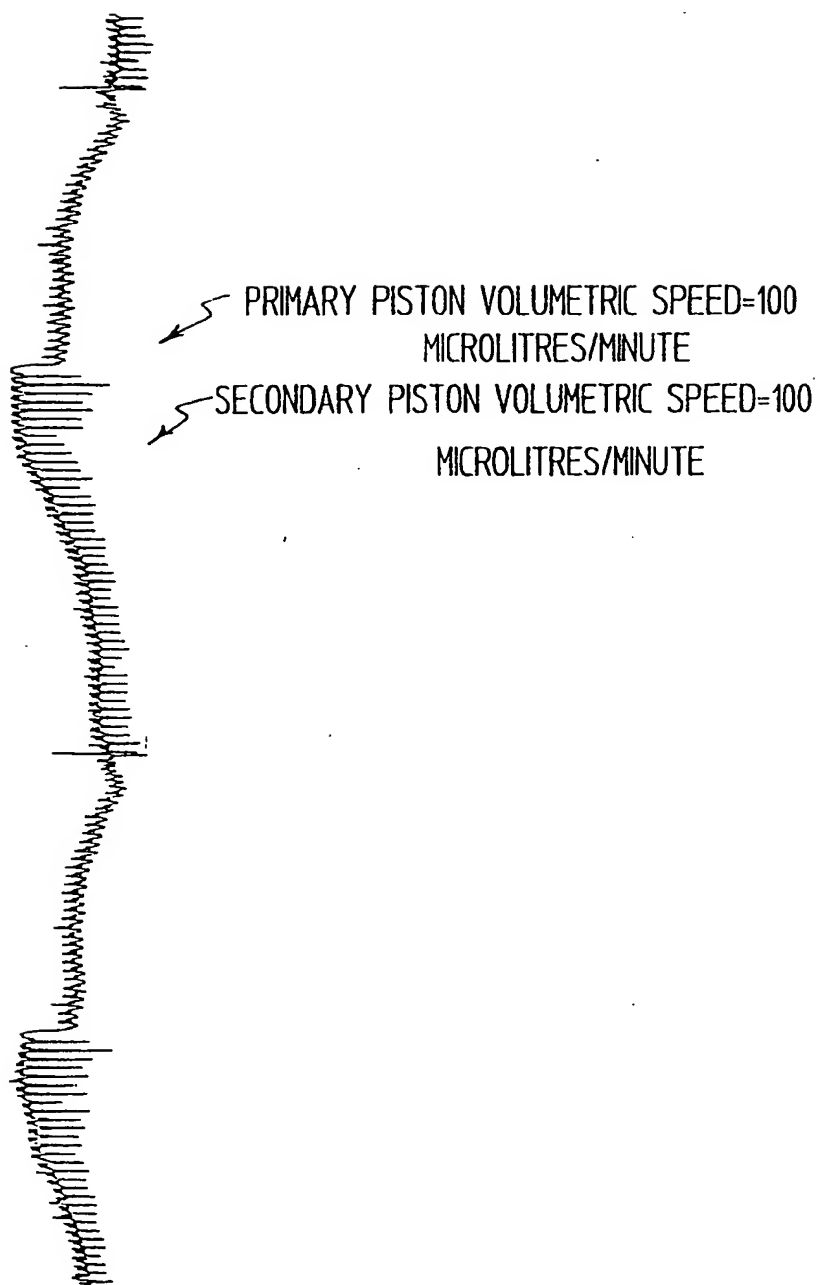 PRIMARY PISTON VOLUMETRIC SPEED=100
MICROLITRES/MINUTE
SECONDARY PISTON VOLUMETRIC SPEED=100
MICROLITRES/MINUTE